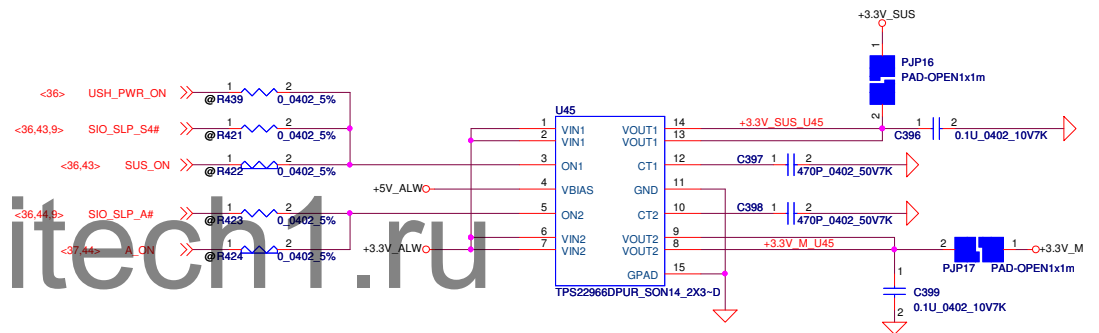 +3.3V_SUS
1
PJP16
PAD-OPEN1x1m
2
<36> USH_PWR_ON 1 2
@R439 0_0402_5%
<36,43,9> SIO_SLP_S4# 1 2
@R421 0_0402_5%
<36,43> SUS_ON 1 2
@R422 0_0402_5%
+5V_ALW
<36,44,9> SIO_SLP_A# 1 2
@R423 0_0402_5%
<37,44> A_ON 1 2
@R424 0_0402_5%
+3.3V_ALW
U45
1 VIN1 VOUT1 14 +3.3V_SUS_U45
2 VIN1 VOUT1 13
3 ON1 CT1 12
4 VBIAS GND 11
5 ON2 CT2 10
6 VIN2 VOUT2 9
7 VIN2 VOUT2 8 +3.3V_M_U45
GPAD 15
TPS22966DPUR_SON14_2X3~D
C396 1 2
0.1U_0402_10V7K
C397 1 2
470P_0402_50V7K
C398 1 2
470P_0402_50V7K
2 1 +3.3V_M
PJP17 PAD-OPEN1x1m
1
C399
0.1U_0402_10V7K
2
itech1.ru